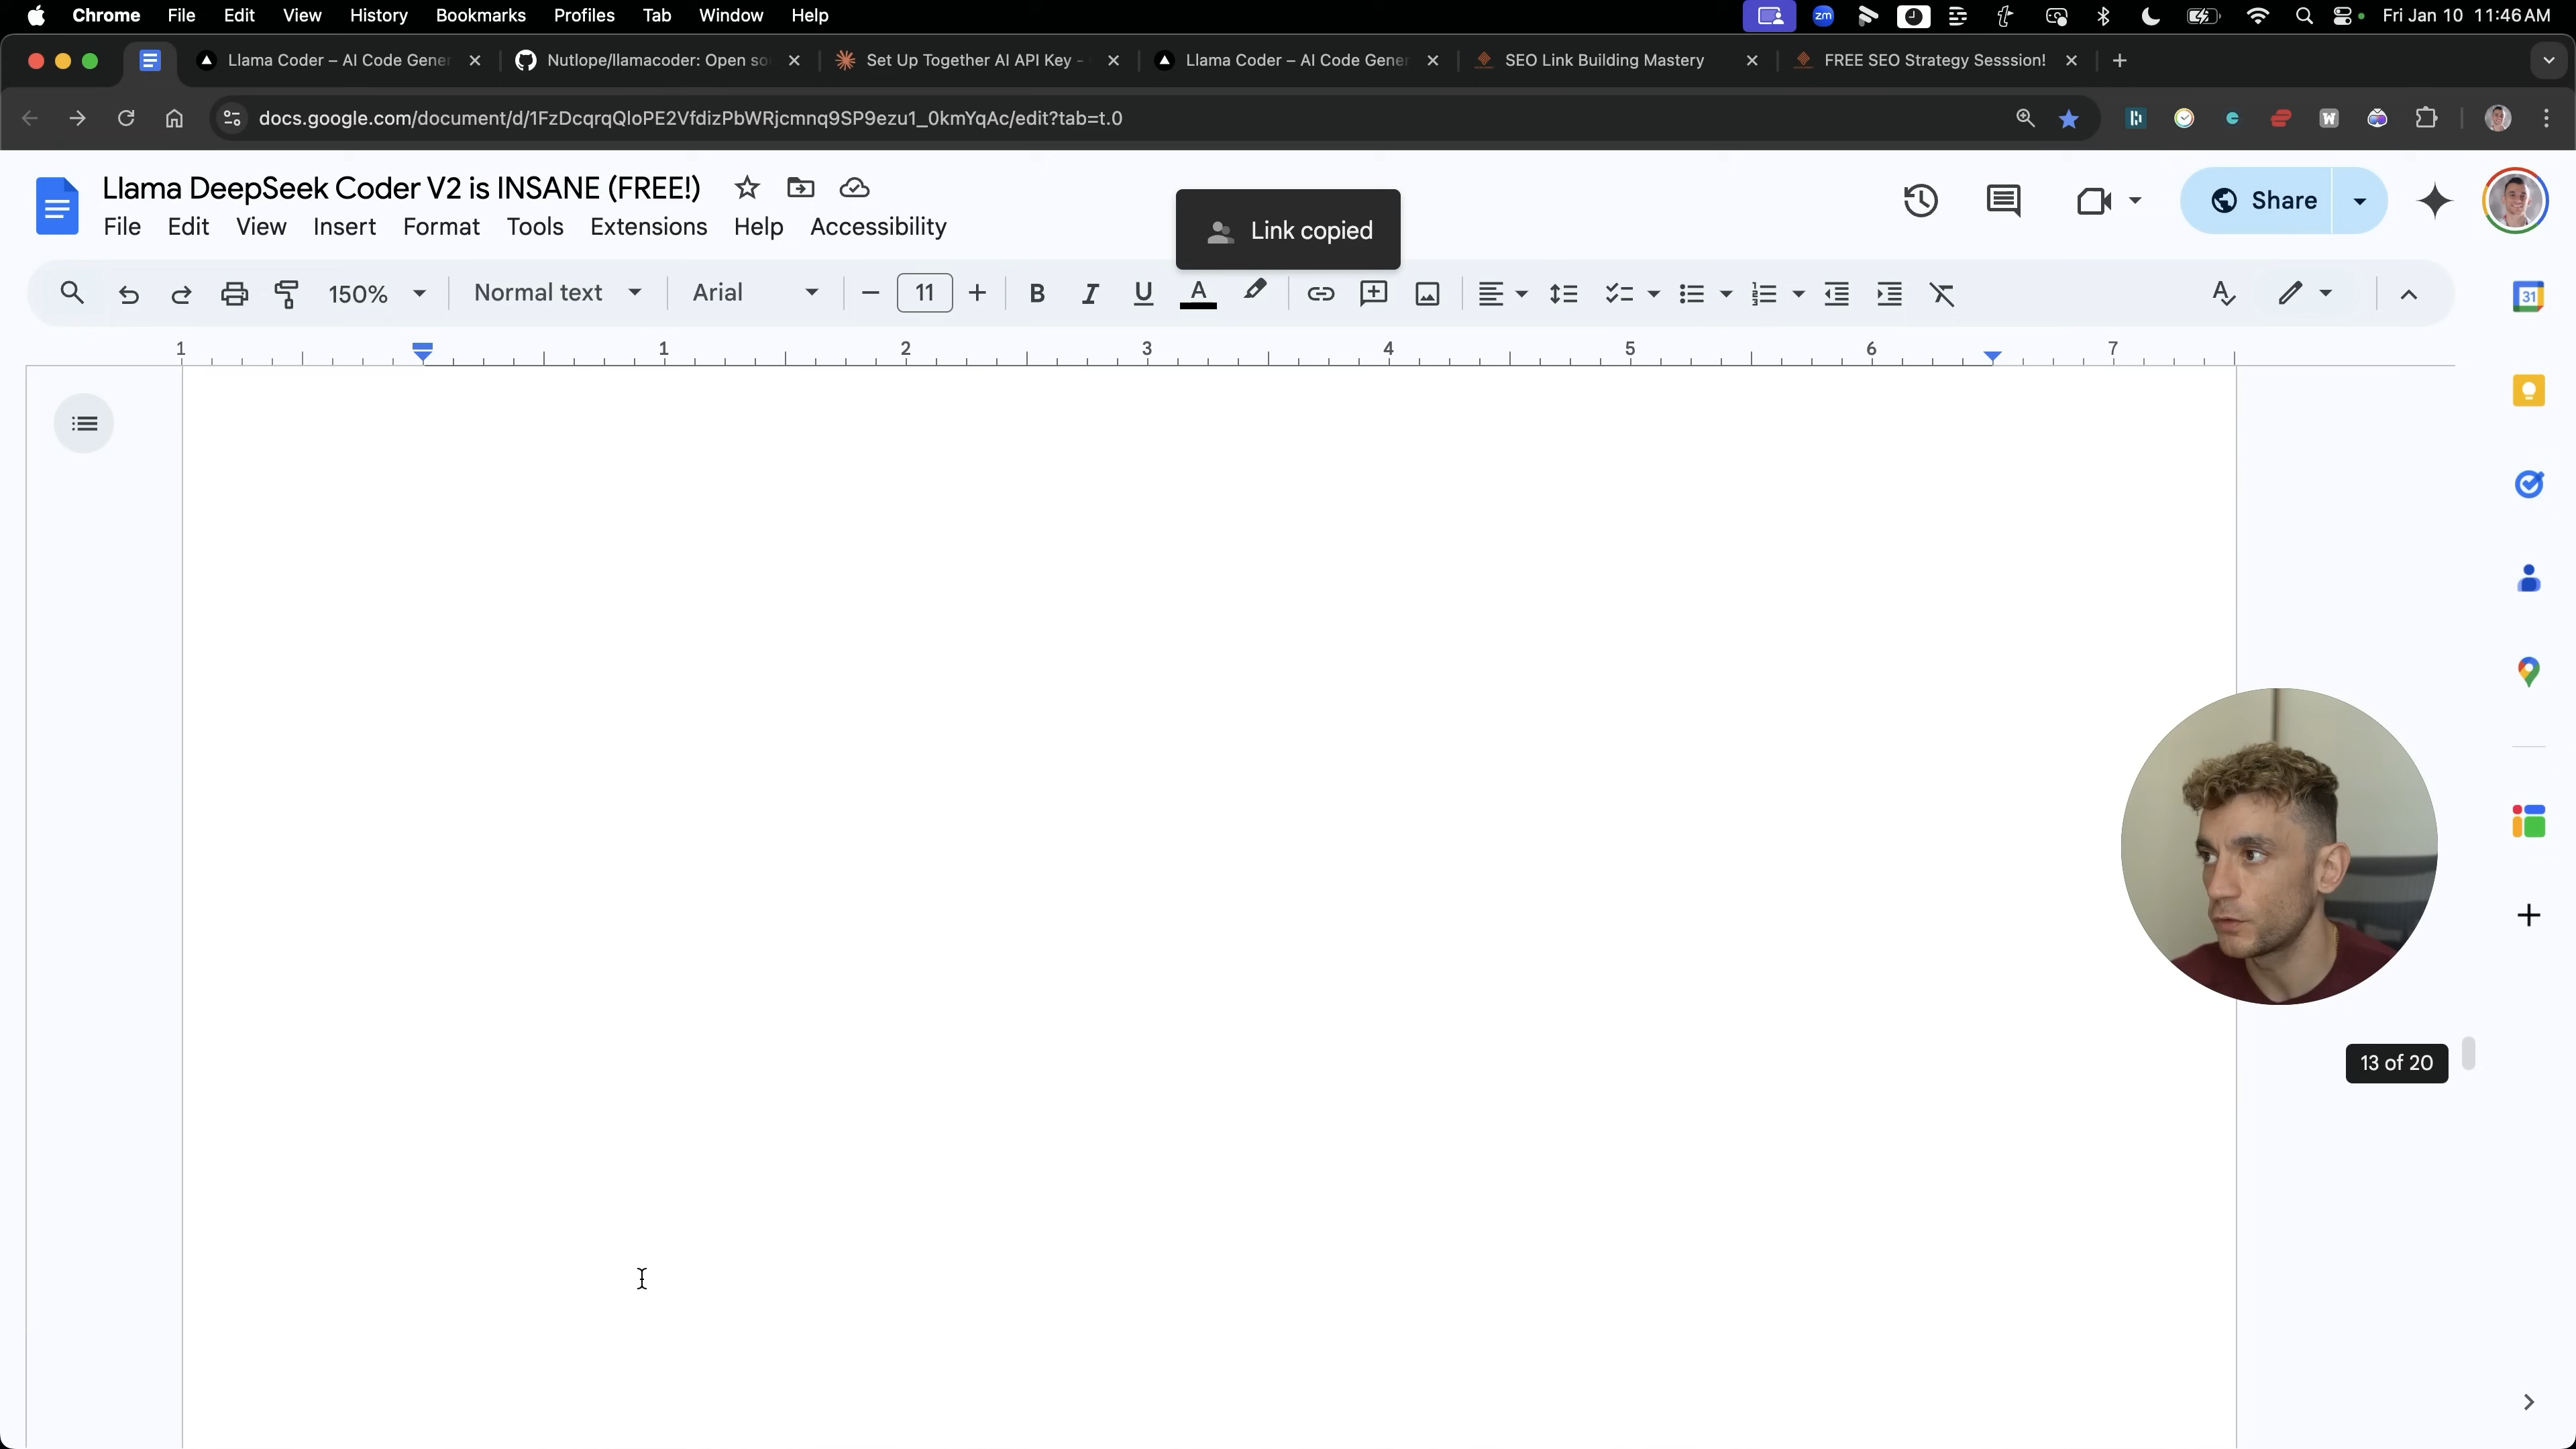 Chrome File Edit View History Bookmarks Profiles Tab Window Help zm Fri Jan 10 11:46 AM
Llama Coder – AI Code Gener Nutlope/llamacoder: Open so Set Up Together AI API Key - Llama Coder – AI Code Gener SEO Link Building Mastery FREE SEO Strategy Sesssion!
docs.google.com/document/d/1FzDcqrqQloPE2VfdizPbWRjcmnq9SP9ezu1_0kmYqAc/edit?tab=t.0
Llama DeepSeek Coder V2 is INSANE (FREE!)
File Edit View Insert Format Tools Extensions Help Accessibility
Link copied
Share
150% Normal text Arial 11 B I U A
31
1 1 2 3 4 5 6 7
13 of 20